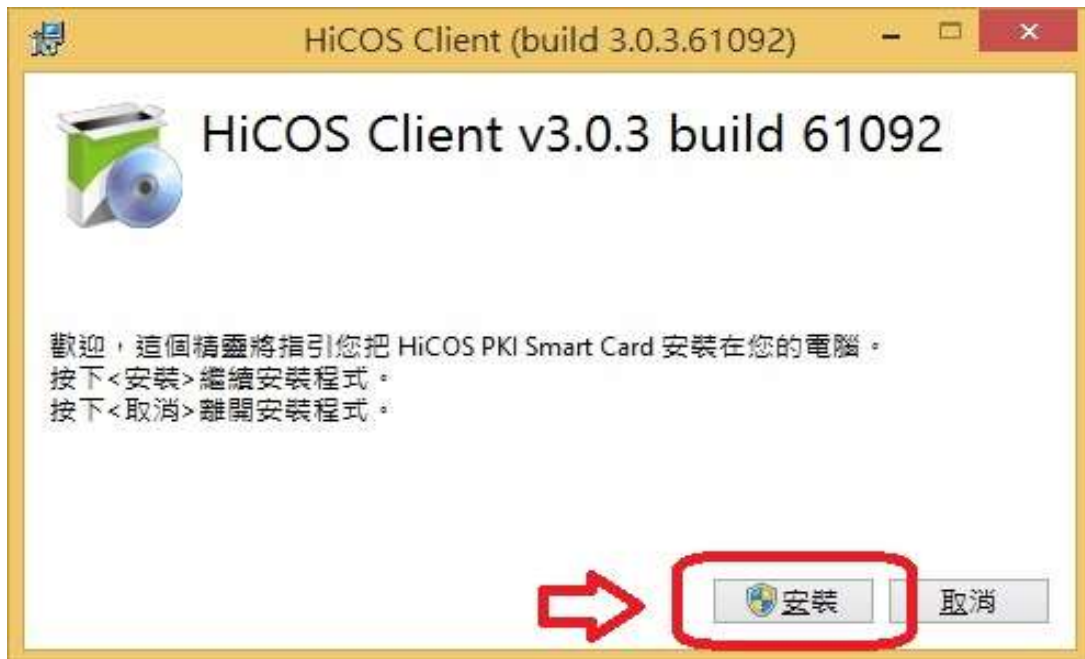 HiCOS Client (build 3.0.3.61092)
HiCOS Client v3.0.3 build 61092
歡迎，這個精靈將指引您把 HiCOS PKI Smart Card 安裝在您的電腦。
按下<安裝>繼續安裝程式。
按下<取消>離開安裝程式。
安裝 取消